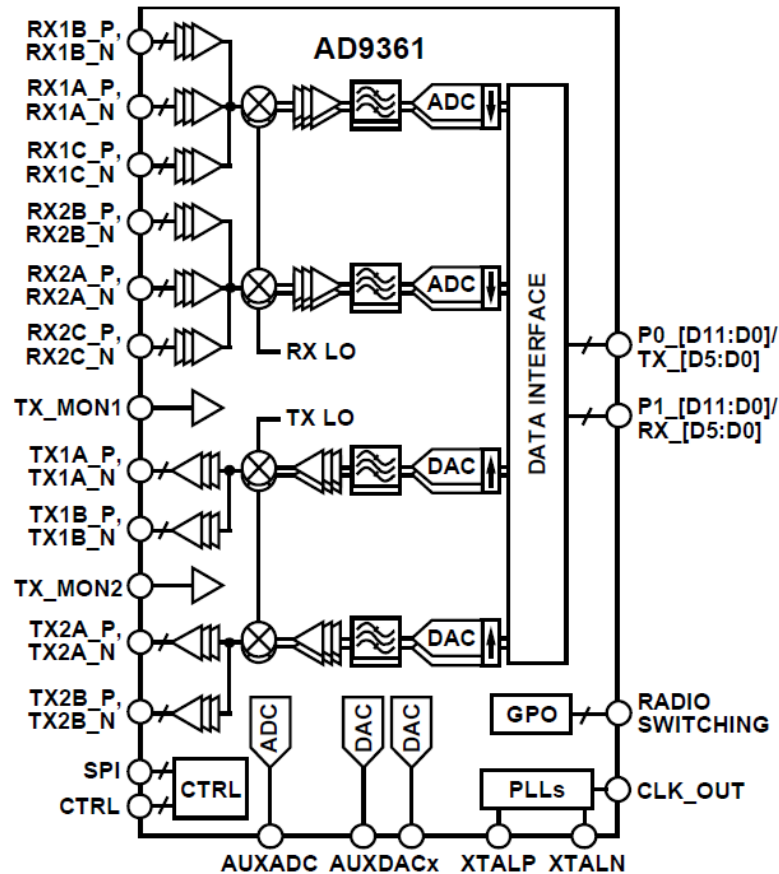 AD9361
RX1B_P,
RX1B_N
RX1A_P,
RX1A_N
ADC
RX1C_P,
RX1C_N
RX2B_P,
RX2B_N
RX2A_P,
RX2A_N
ADC
RX2C_P,
RX2C_N
RX LO
DATA INTERFACE
P0_[D11:D0]/
TX_[D5:D0]
P1_[D11:D0]/
RX_[D5:D0]
TX_MON1
TX LO
TX1A_P,
TX1A_N
DAC
TX1B_P,
TX1B_N
TX_MON2
TX2A_P,
TX2A_N
DAC
TX2B_P,
TX2B_N
ADC
DAC
DAC
GPO
RADIO
SWITCHING
SPI
CTRL
CTRL
PLLs
CLK_OUT
AUXADC
AUXDACx
XTALP
XTALN